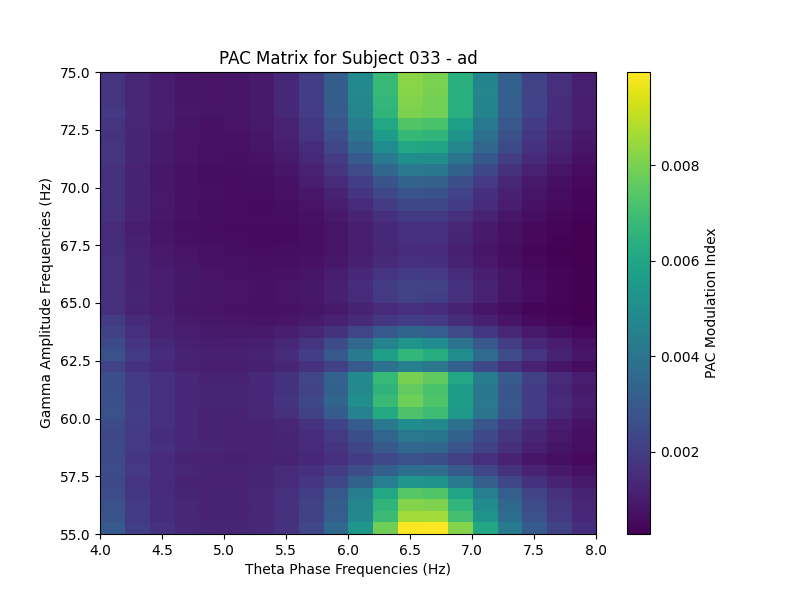 PAC Matrix for Subject 033 - ad
75.0
72.5
70.0
67.5
65.0
62.5
60.0
57.5
55.0
Gamma Amplitude Frequencies (Hz)
4.0 4.5 5.0 5.5 6.0 6.5 7.0 7.5 8.0
Theta Phase Frequencies (Hz)
0.008
0.006
0.004
0.002
PAC Modulation Index